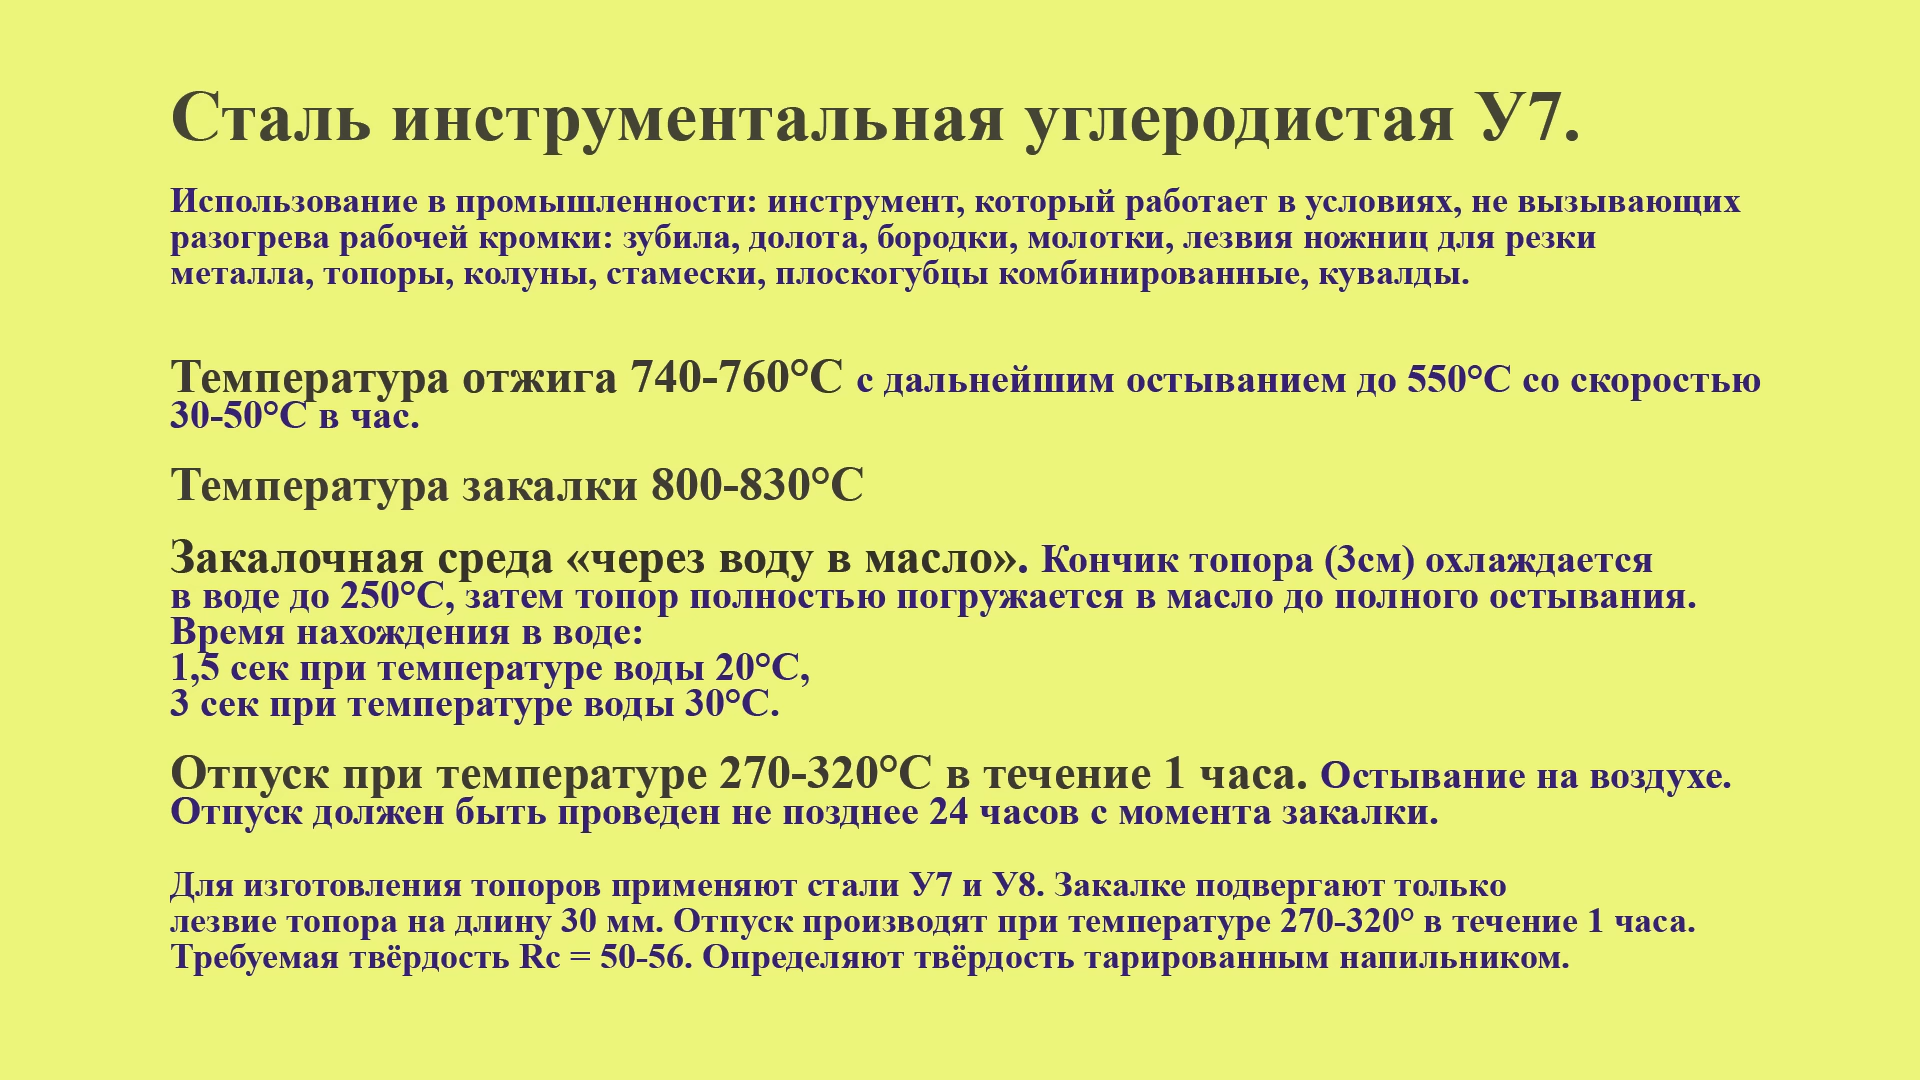 Сталь инструментальная углеродистая У7.
Использование в промышленности: инструмент, который работает в условиях, не вызывающих
разогрева рабочей кромки: зубила, долота, бородки, молотки, лезвия ножниц для резки
металла, топоры, колуны, стамески, плоскогубцы комбинированные, кувалды.
Температура отжига 740-760°С с дальнейшим остыванием до 550°С со скоростью
30-50°С в час.
Температура закалки 800-830°С
Закалочная среда «через воду в масло». Кончик топора (3см) охлаждается
в воде до 250°С, затем топор полностью погружается в масло до полного остывания.
Время нахождения в воде:
1,5 сек при температуре воды 20°С,
3 сек при температуре воды 30°С.
Отпуск при температуре 270-320°С в течение 1 часа. Остывание на воздухе.
Отпуск должен быть проведен не позднее 24 часов с момента закалки.
Для изготовления топоров применяют стали У7 и У8. Закалке подвергают только
лезвие топора на длину 30 мм. Отпуск производят при температуре 270-320° в течение 1 часа.
Требуемая твёрдость Rc = 50-56. Определяют твёрдость тарированным напильником.